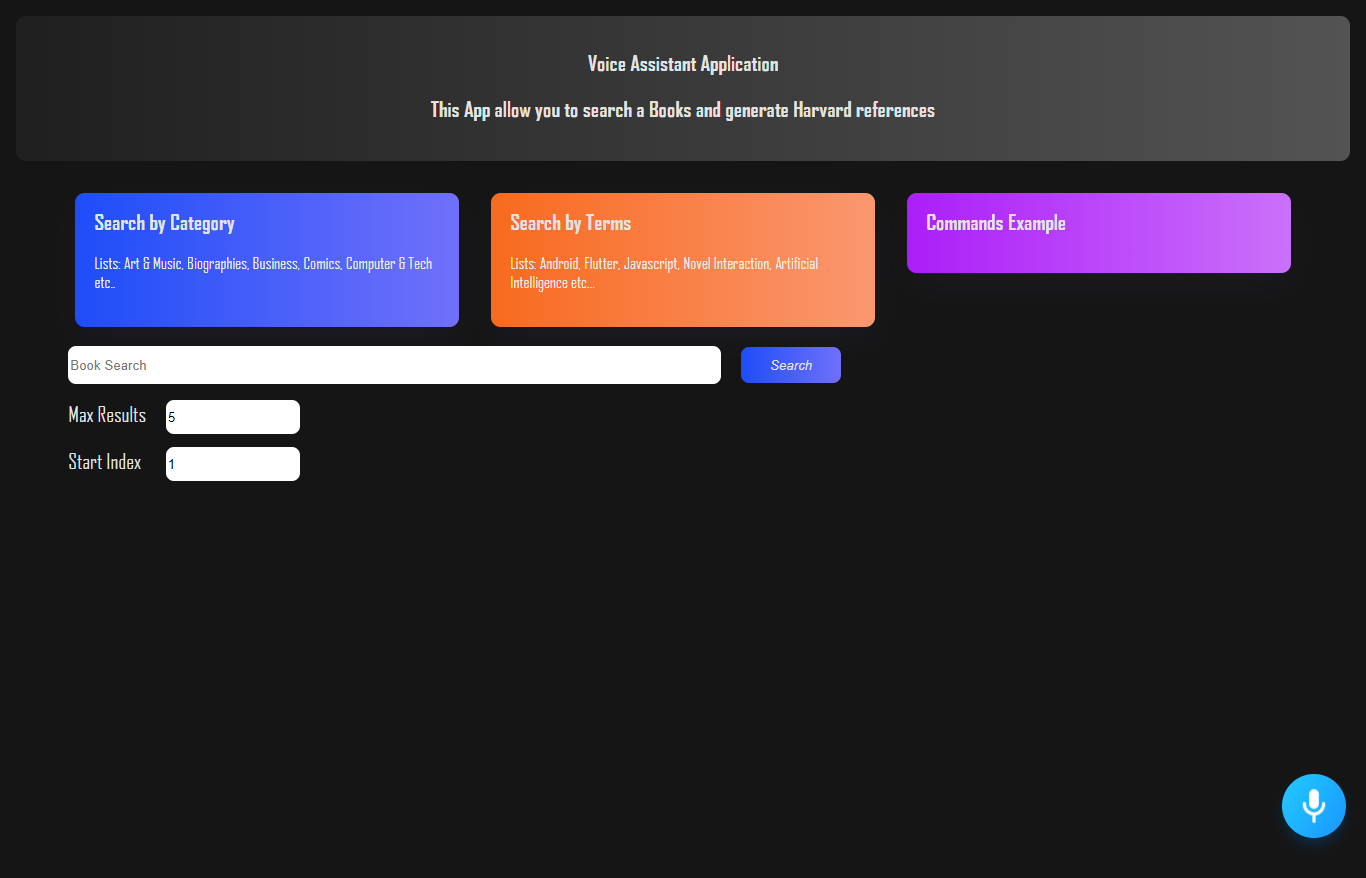 Voice Assistant Application
This App allow you to search a Books and generate Harvard references
Search by Category
Lists: Art & Music, Biographies, Business, Comics, Computer & Tech
etc..
Search by Terms
Lists: Android, Flutter, Javascript, Novel Interaction, Artificial
Intelligence etc...
Commands Example
Book Search
Search
Max Results 5
Start Index 1